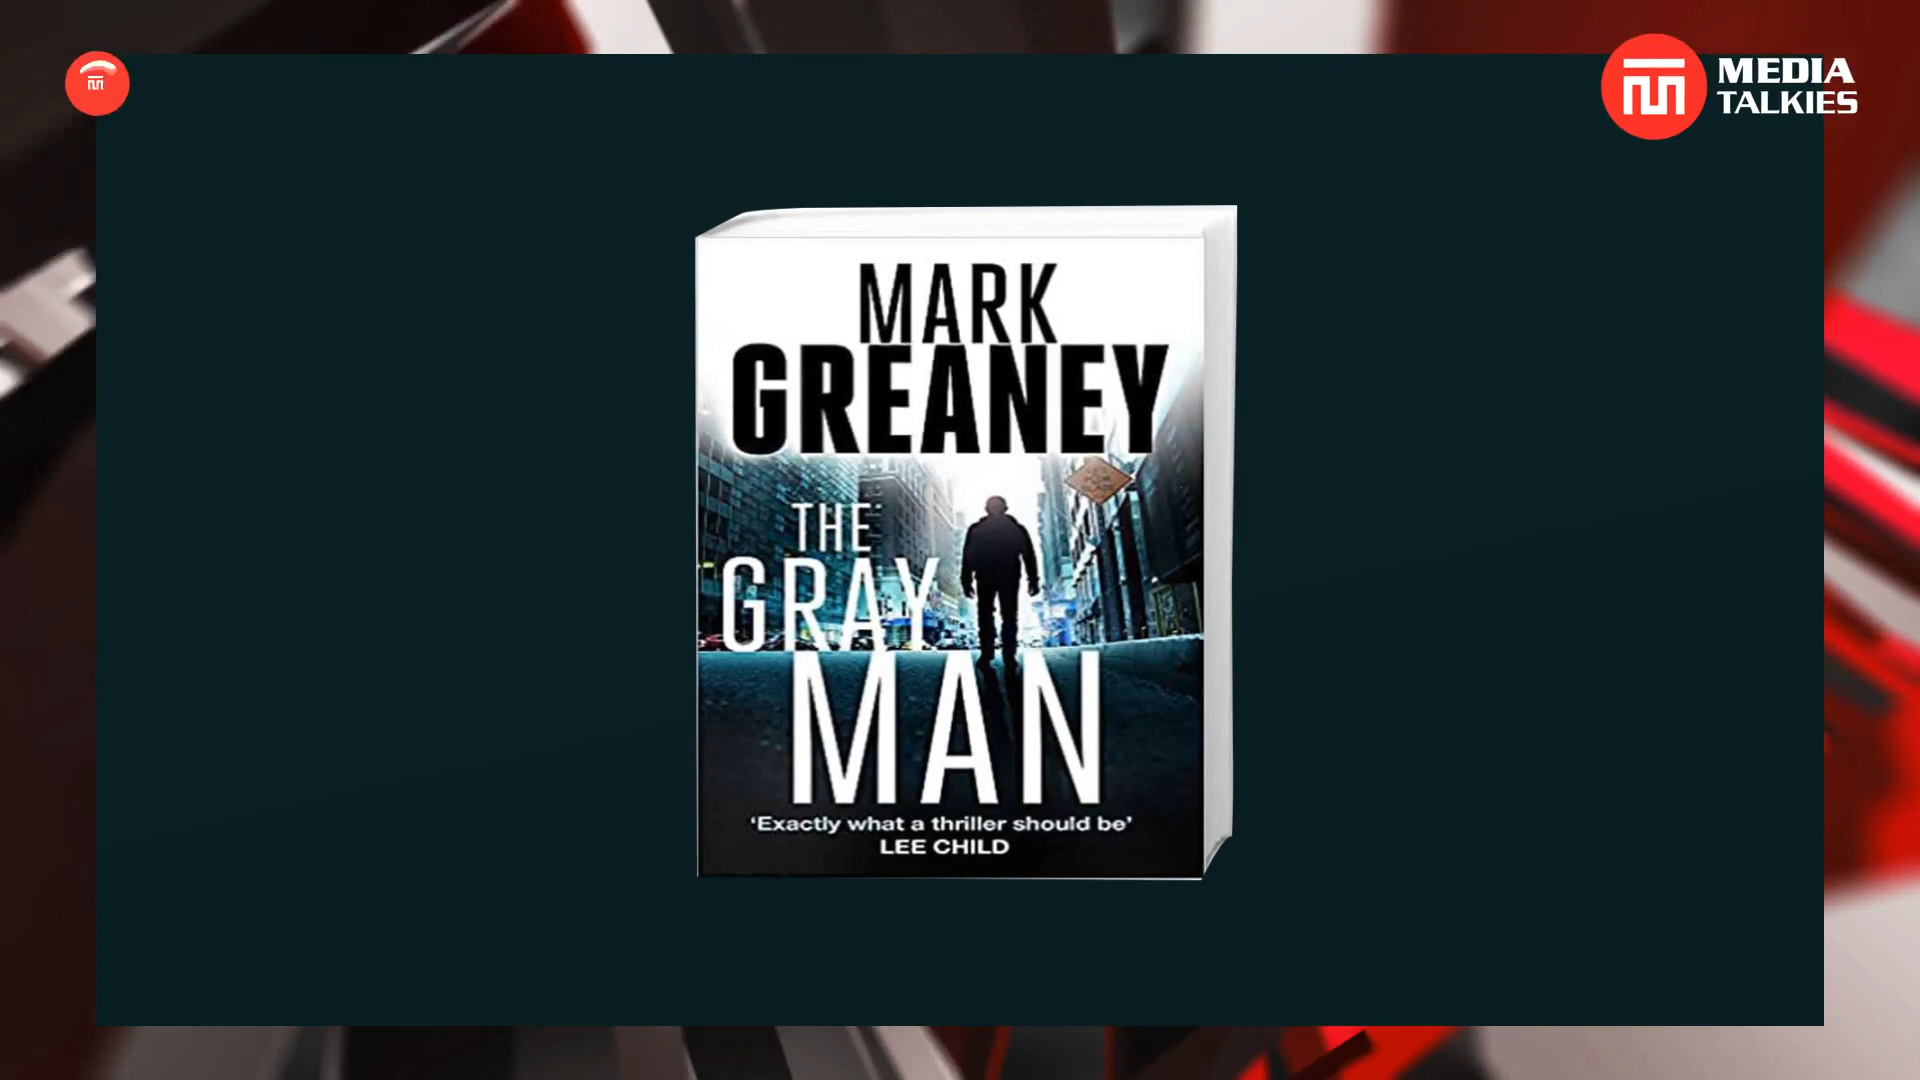 MEDIA
TALKIES
MARK
GREANEY
THE
GRAY
MAN
‘Exactly what a thriller should be’
LEE CHILD